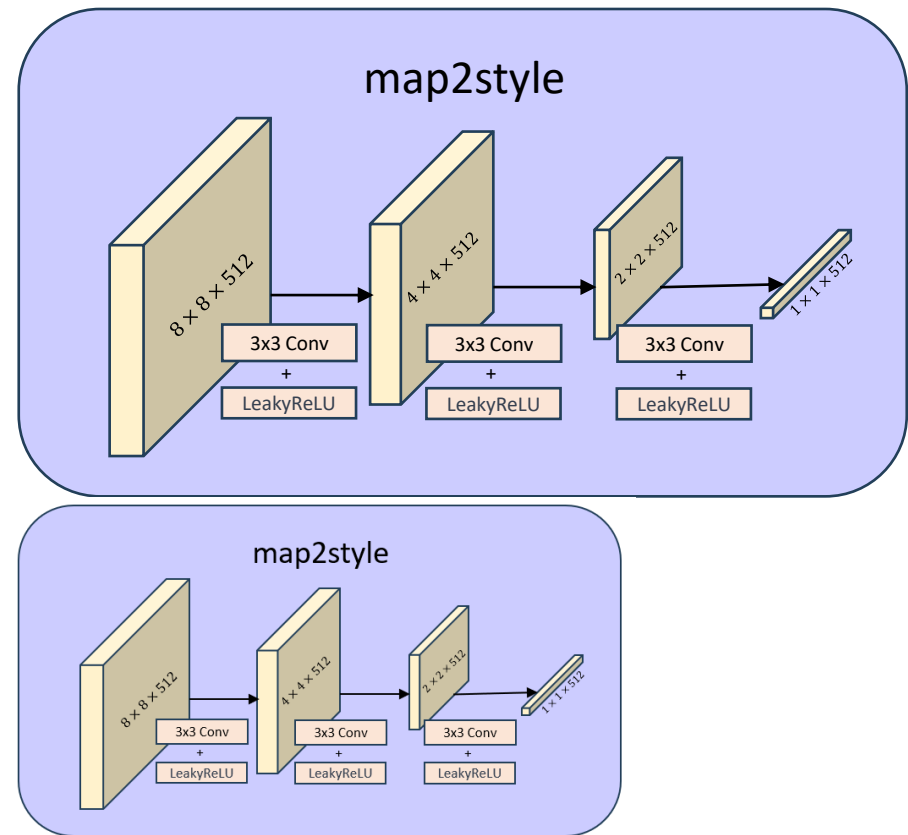 map2style
8 × 8 × 512
4 × 4 × 512
2 × 2 × 512
1 × 1 × 512
3x3 Conv
+
LeakyReLU
3x3 Conv
+
LeakyReLU
3x3 Conv
+
LeakyReLU
map2style
8 × 8 × 512
4 × 4 × 512
2 × 2 × 512
1 × 1 × 512
3x3 Conv
+
LeakyReLU
3x3 Conv
+
LeakyReLU
3x3 Conv
+
LeakyReLU